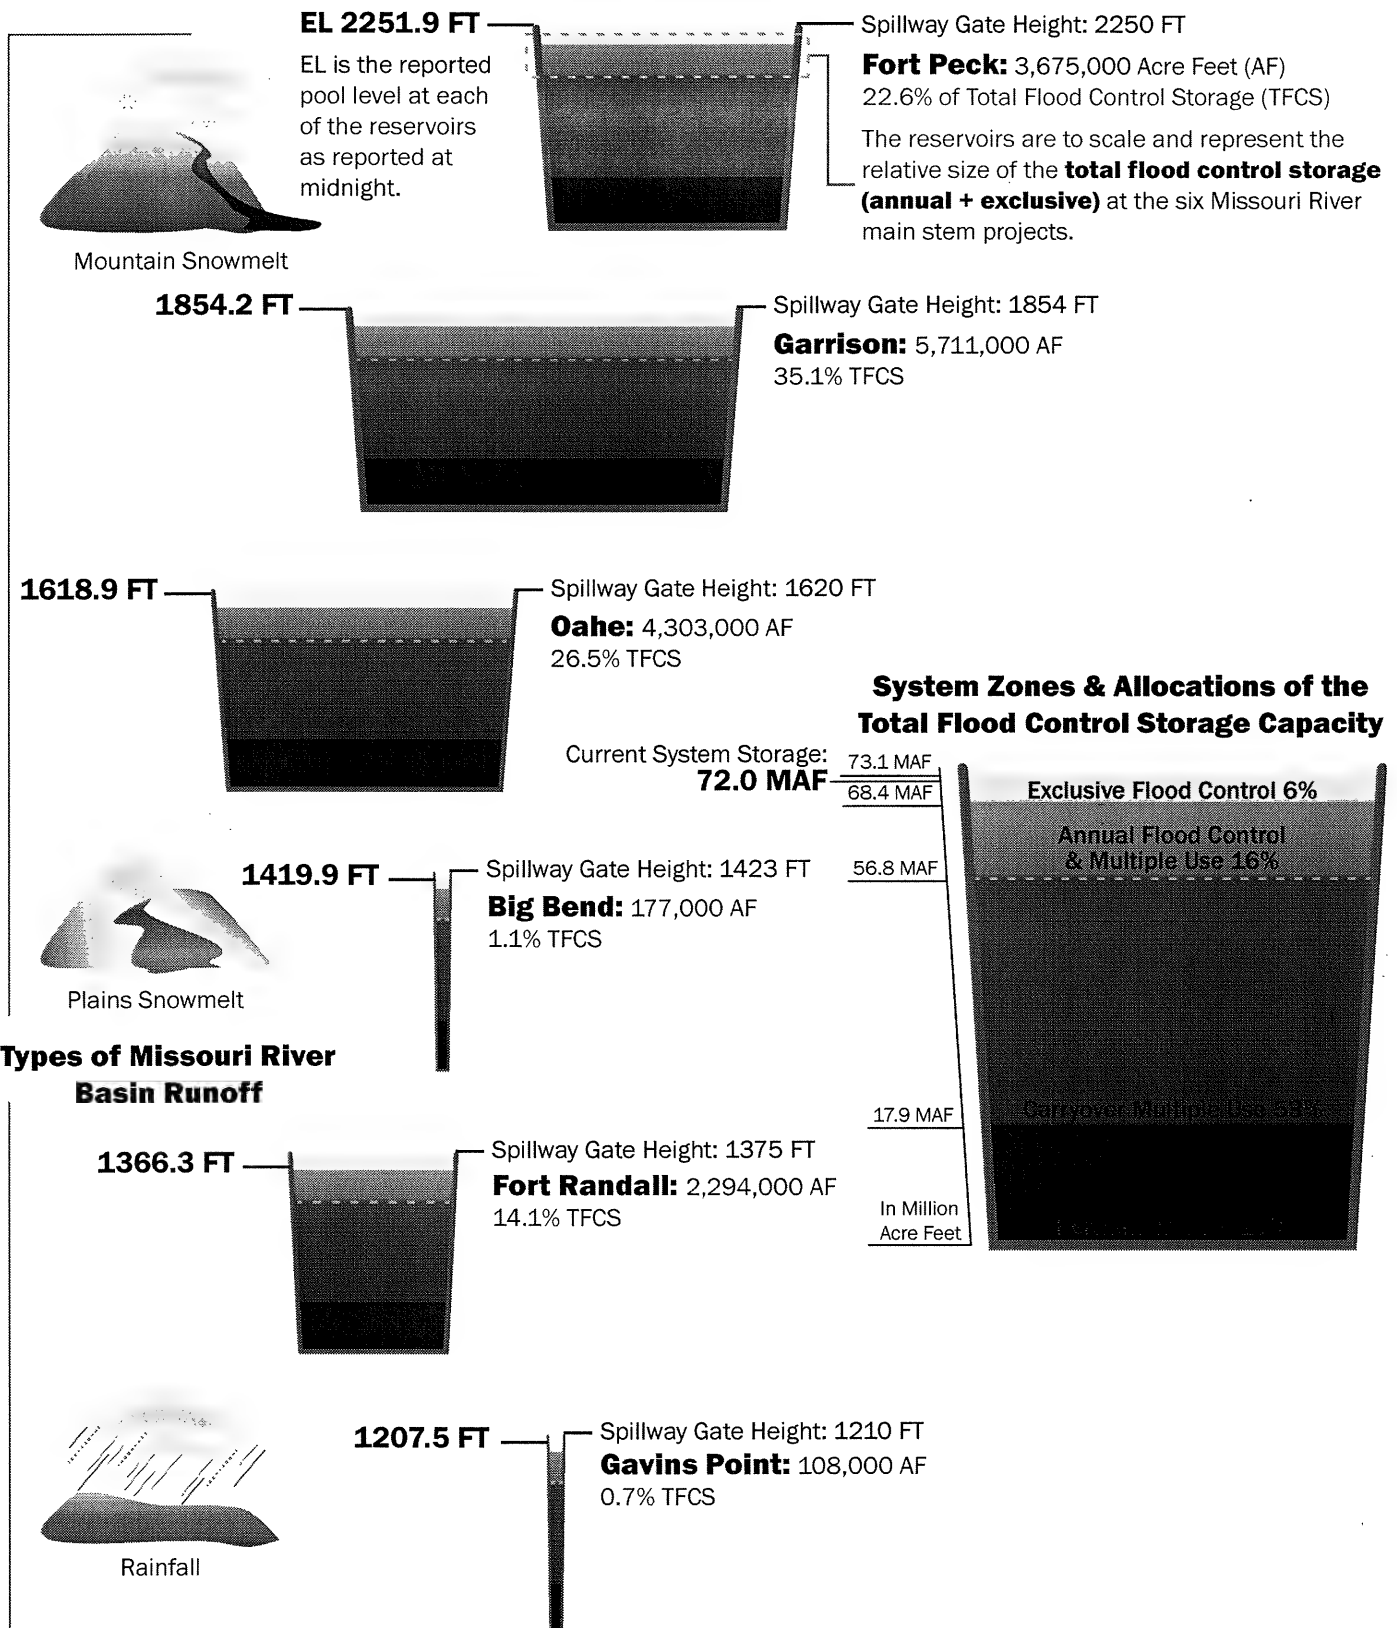 EL 2251.9 FT
EL is the reported
pool level at each
of the reservoirs
as reported at
midnight.
Spillway Gate Height: 2250 FT
Fort Peck: 3,675,000 Acre Feet (AF)
22.6% of Total Flood Control Storage (TFCS)
The reservoirs are to scale and represent the
relative size of the total flood control storage
(annual + exclusive) at the six Missouri River
main stem projects.
Mountain Snowmelt
1854.2 FT
Spillway Gate Height: 1854 FT
Garrison: 5,711,000 AF
35.1% TFCS
1618.9 FT
Spillway Gate Height: 1620 FT
Oahe: 4,303,000 AF
26.5% TFCS
System Zones & Allocations of the
Total Flood Control Storage Capacity
Current System Storage:
72.0 MAF
73.1 MAF
68.4 MAF
56.8 MAF
17.9 MAF
In Million
Acre Feet
Exclusive Flood Control 6%
Annual Flood Control
& Multiple Use 16%
Carryover Multiple Use 53%
1419.9 FT
Spillway Gate Height: 1423 FT
Big Bend: 177,000 AF
1.1% TFCS
Plains Snowmelt
Types of Missouri River
Basin Runoff
1366.3 FT
Spillway Gate Height: 1375 FT
Fort Randall: 2,294,000 AF
14.1% TFCS
1207.5 FT
Spillway Gate Height: 1210 FT
Gavins Point: 108,000 AF
0.7% TFCS
Rainfall